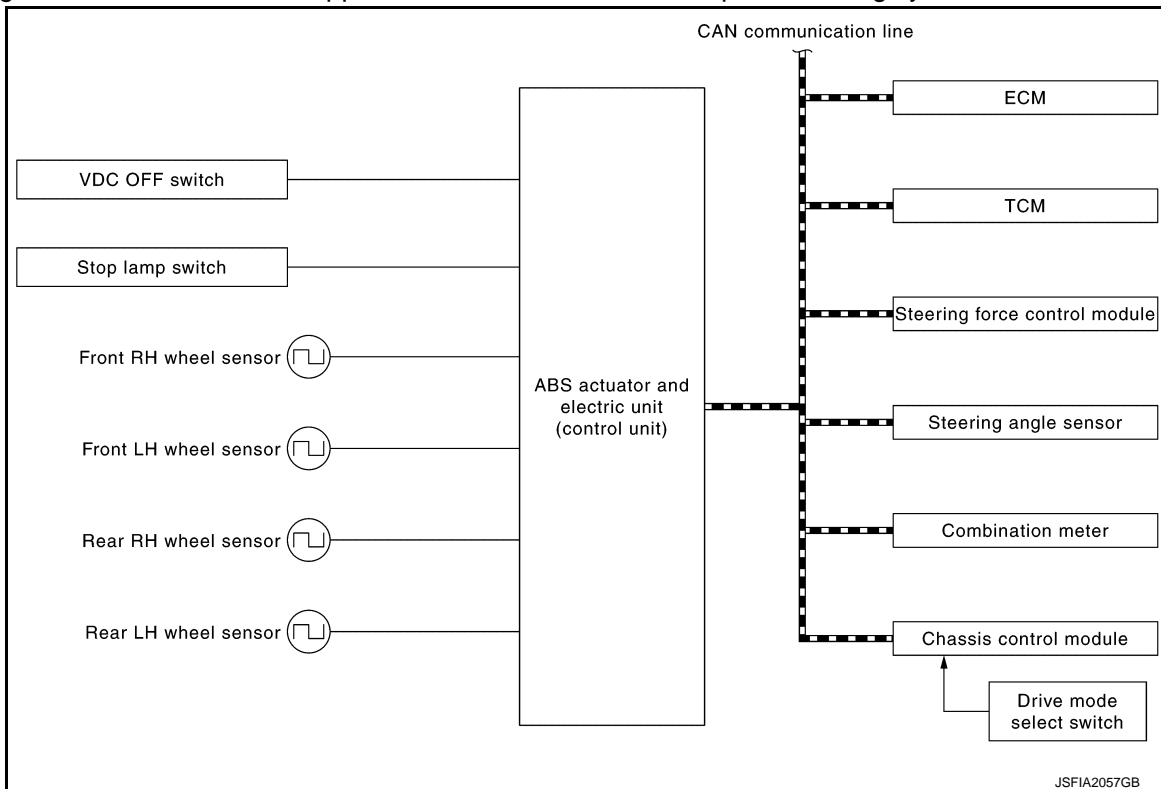 CAN communication line
ECM
VDC OFF switch
TCM
Stop lamp switch
Steering force control module
Front RH wheel sensor
ABS actuator and
electric unit
(control unit)
Front LH wheel sensor
Steering angle sensor
Rear RH wheel sensor
Combination meter
Rear LH wheel sensor
Chassis control module
Drive mode
select switch
JSFIA2057GB